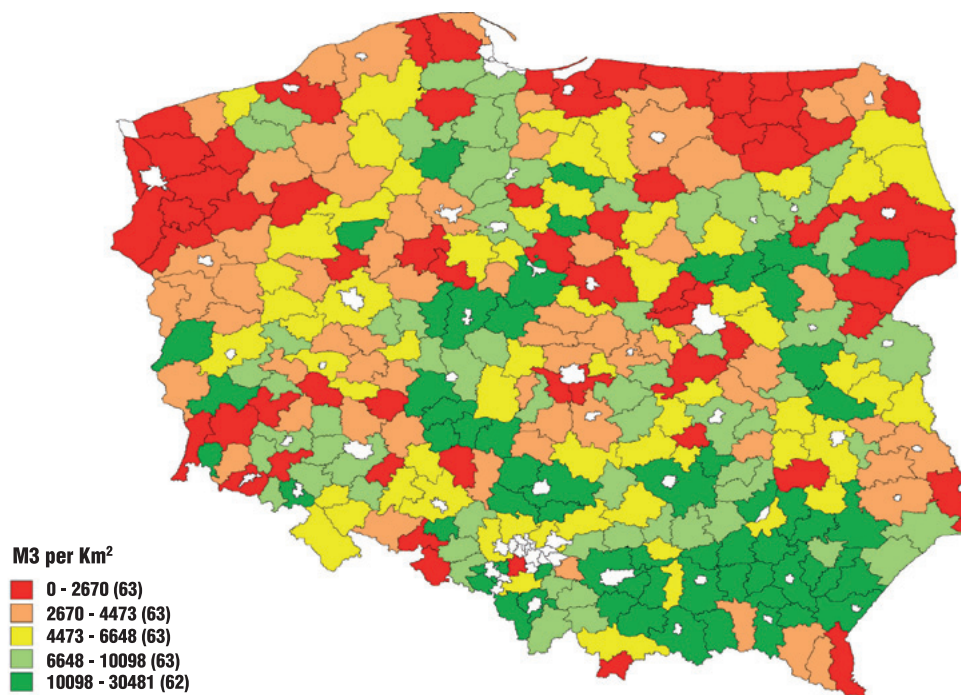 M3 per Km²
0 - 2670 (63)
2670 - 4473 (63)
4473 - 6648 (63)
6648 - 10098 (63)
10098 - 30481 (62)